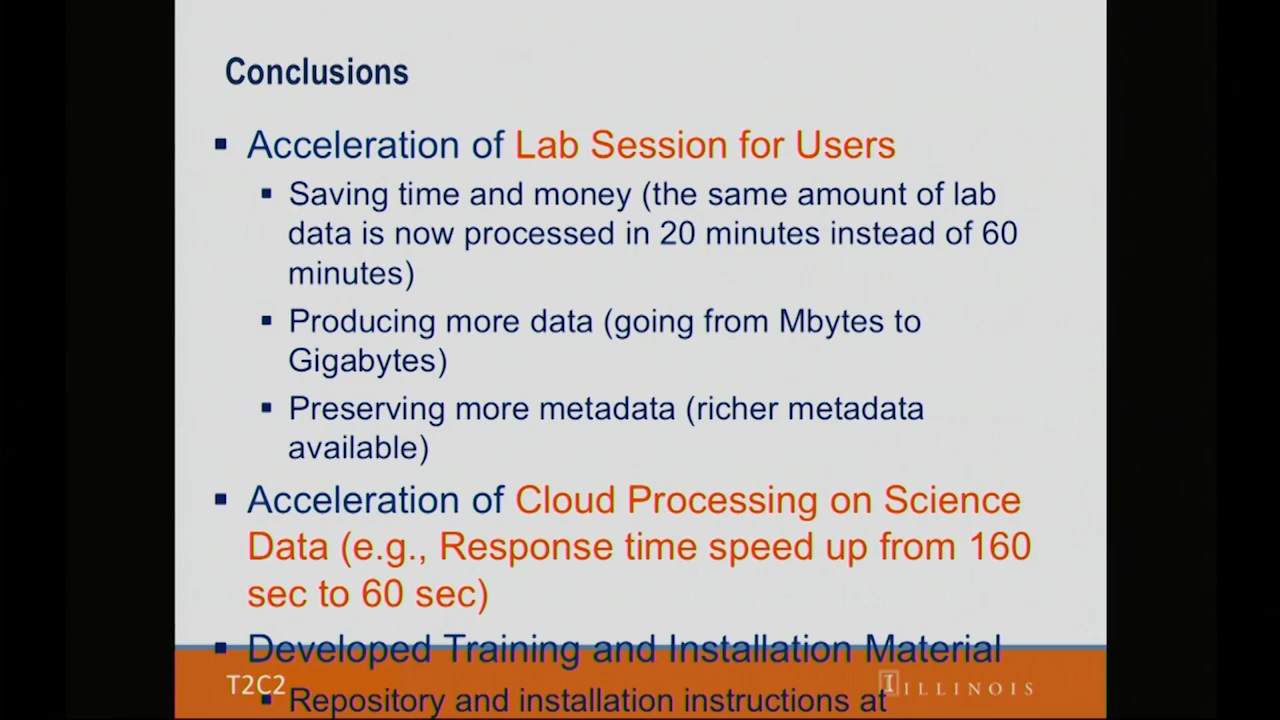 Conclusions
▪ Acceleration of Lab Session for Users
▪ Saving time and money (the same amount of lab
data is now processed in 20 minutes instead of 60
minutes)
▪ Producing more data (going from Mbytes to
Gigabytes)
▪ Preserving more metadata (richer metadata
available)
▪ Acceleration of Cloud Processing on Science
Data (e.g., Response time speed up from 160
sec to 60 sec)
▪ Developed Training and Installation Material
T2C2
ILLINOIS
▪ Repository and installation instructions at